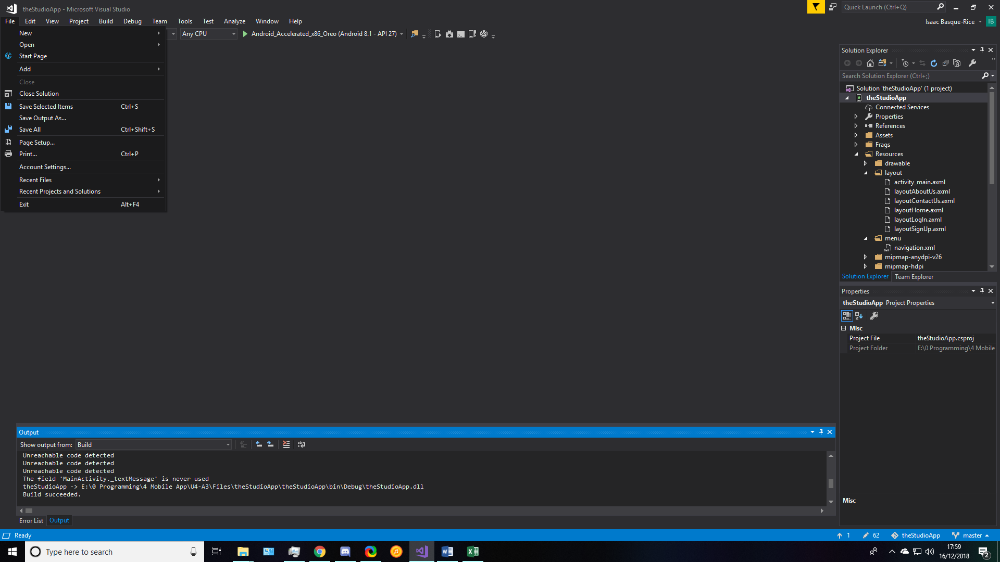 theStudioApp - Microsoft Visual Studio
Quick Launch (Ctrl+Q)
File Edit View Project Build Debug Team Tools Test Analyze Window Help
Isaac Basque-Rice IB
Any CPU Android_Accelerated_x86_Oreo (Android 8.1 - API 27)
New
Open
Start Page
Add
Close
Close Solution
Save Selected Items Ctrl+S
Save Output As...
Save All Ctrl+Shift+S
Page Setup...
Print... Ctrl+P
Account Settings...
Recent Files
Recent Projects and Solutions
Exit Alt+F4
Solution Explorer
Search Solution Explorer (Ctrl+;)
Solution 'theStudioApp' (1 project)
theStudioApp
Connected Services
Properties
References
Assets
Frags
Resources
drawable
layout
activity_main.axml
layoutAboutUs.axml
layoutContactUs.axml
layoutHome.axml
layoutLogIn.axml
layoutSignUp.axml
menu
navigation.xml
mipmap-anydpi-v26
mipmap-hdpi
Solution Explorer Team Explorer
Properties
theStudioApp Project Properties
Misc
Project File theStudioApp.csproj
Project Folder E:\0 Programming\4 Mobile
Misc
Output
Show output from: Build
Unreachable code detected
Unreachable code detected
Unreachable code detected
The field 'MainActivity._textMessage' is never used
theStudioApp -> E:\0 Programming\4 Mobile App\U4-A3\Files\theStudioApp\theStudioApp\bin\Debug\theStudioApp.dll
Build succeeded.
Error List Output
Ready 1 62 theStudioApp master
Type here to search
17:59
16/12/2018
2